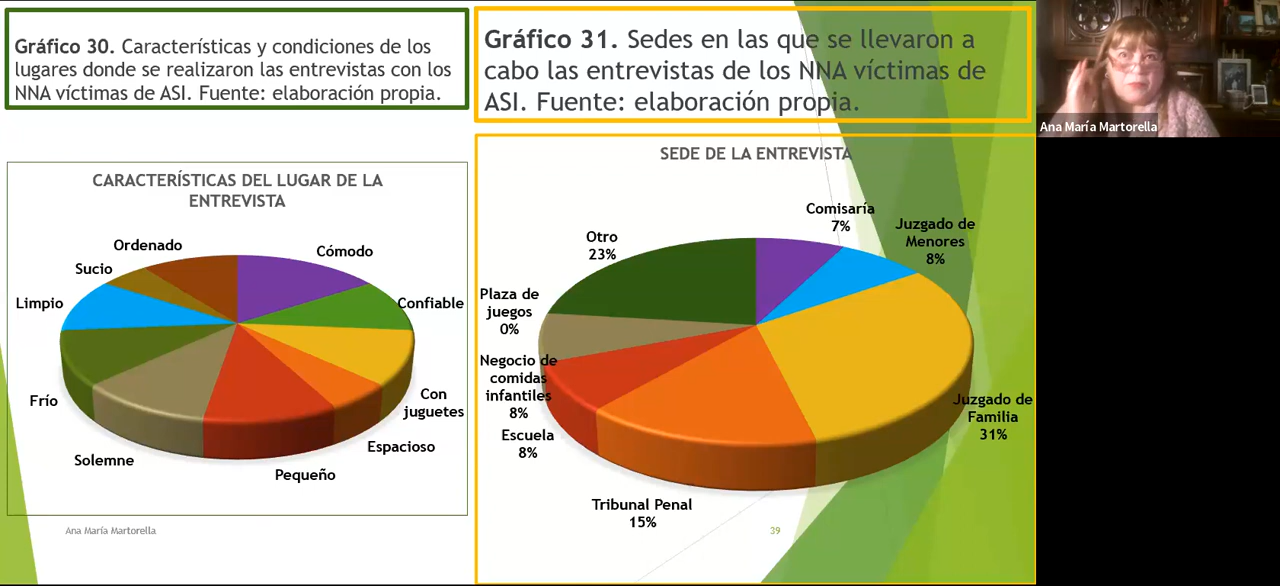 Gráfico 30. Características y condiciones de los
lugares donde se realizaron las entrevistas con los
NNA víctimas de ASI. Fuente: elaboración propia.
Gráfico 31. Sedes en las que se llevaron a
cabo las entrevistas de los NNA víctimas de
ASI. Fuente: elaboración propia.
Ana María Martorella
CARACTERÍSTICAS DEL LUGAR DE LA
ENTREVISTA
Ordenado
Cómodo
Sucio
Limpio
Confiable
Frío
Con
juguetes
Espacioso
Solemne
Pequeño
Ana María Martorella
SEDE DE LA ENTREVISTA
Comisaría
7%
Juzgado de
Menores
8%
Otro
23%
Plaza de
juegos
0%
Negocio de
comidas
infantiles
8%
Juzgado de
Familia
31%
Escuela
8%
Tribunal Penal
15%
39